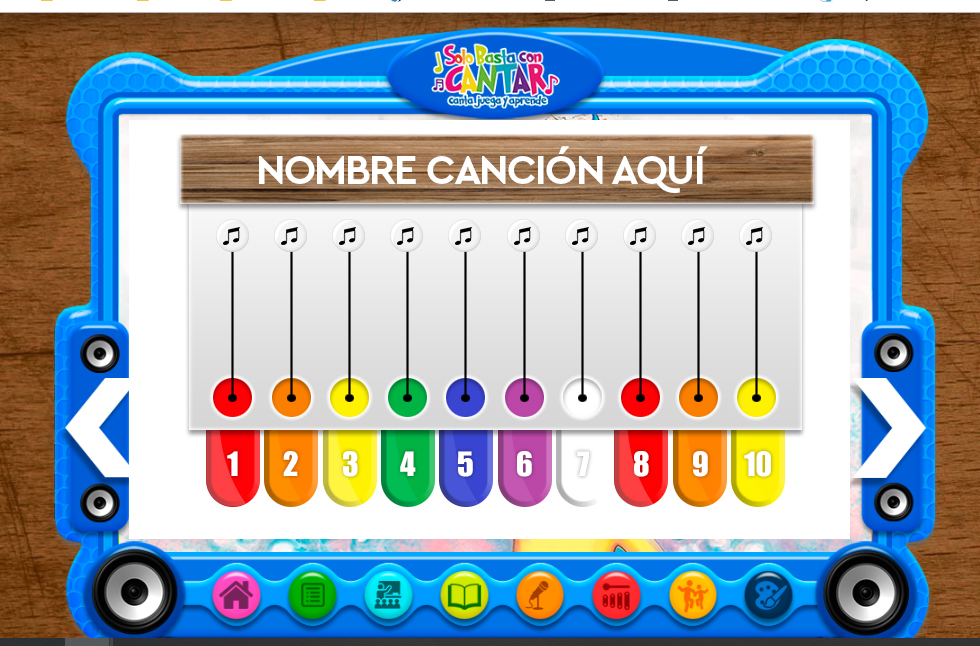 Solo Basta con
CANTAR
canta juega y aprende
NOMBRE CANCIÓN AQUÍ
1 2 3 4 5 6 7 8 9 10